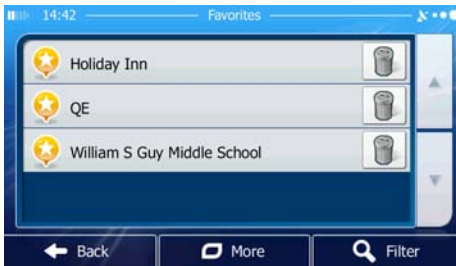 14:42 Favorites
Holiday Inn
QE
William S Guy Middle School
Back More Filter